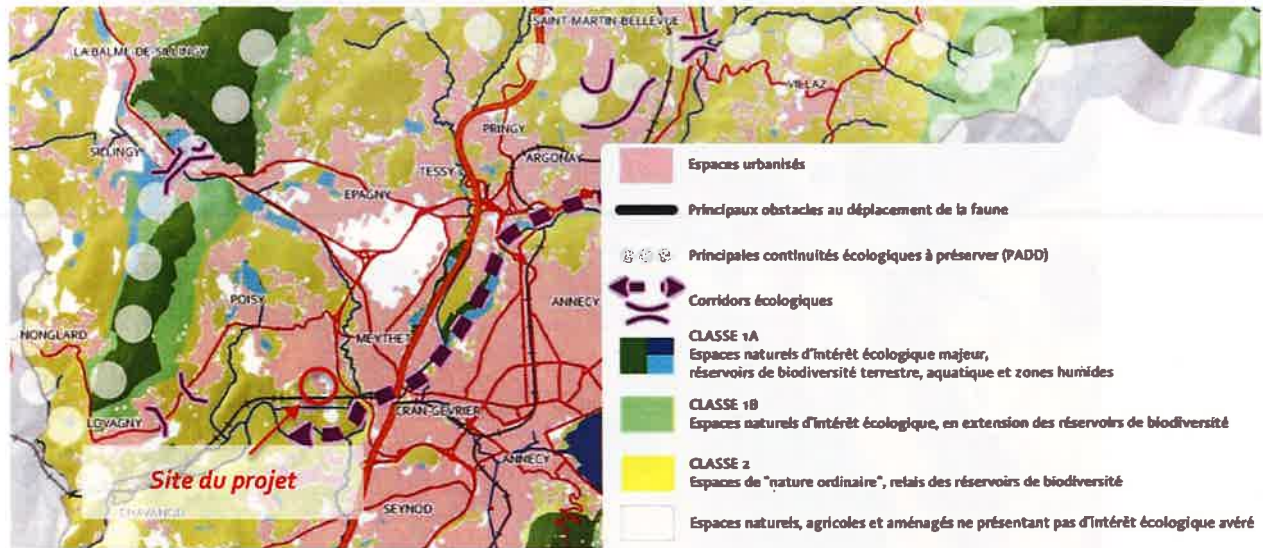 SAINT-MARTIN-BELLEVUE
LA BALME-DE-SILLINGY
VILLAZ
PRINGY
SILLINGY
ARGONAY
TESSY
EPAGNY
POISY
ANNECY
NONGLARD
MEYTHET
CRAN-GEVRIER
LOVAGNY
ANNECY
Site du projet
CHAVANOD
SEYNOD
Espaces urbanisés
Principaux obstacles au déplacement de la faune
Principales continuités écologiques à préserver (PADD)
Corridors écologiques
CLASSE 1A
Espaces naturels d'intérêt écologique majeur,
réservoirs de biodiversité terrestre, aquatique et zones humides
CLASSE 1B
Espaces naturels d'intérêt écologique, en extension des réservoirs de biodiversité
CLASSE 2
Espaces de "nature ordinaire", relais des réservoirs de biodiversité
Espaces naturels, agricoles et aménagés ne présentant pas d'intérêt écologique avéré